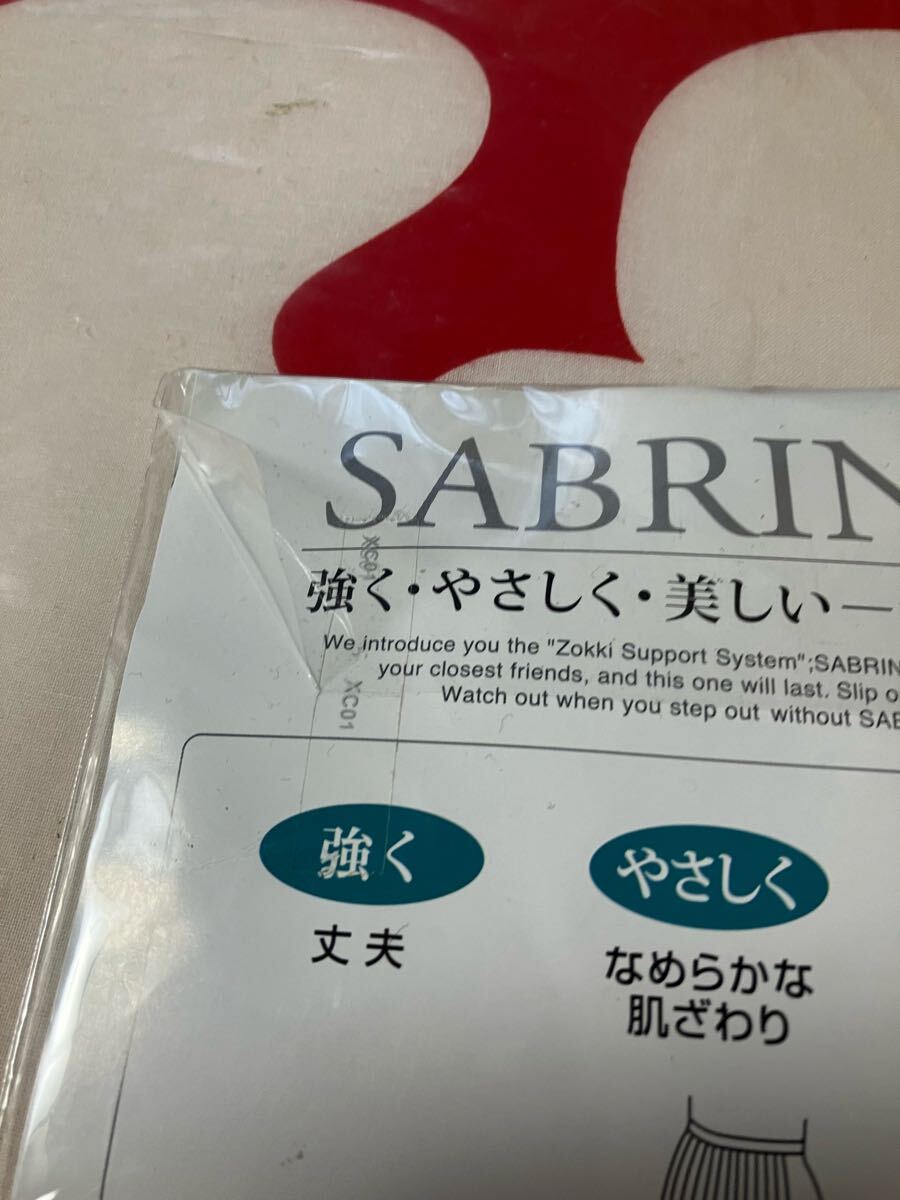 SABRIN
強く・やさしく・美しい—
We introduce you the "Zokki Support System";SABRIN
your closest friends, and this one will last. Slip o
Watch out when you step out without SAB
XC01
XC01
強く
丈夫
やさしく
なめらかな
肌ざわり